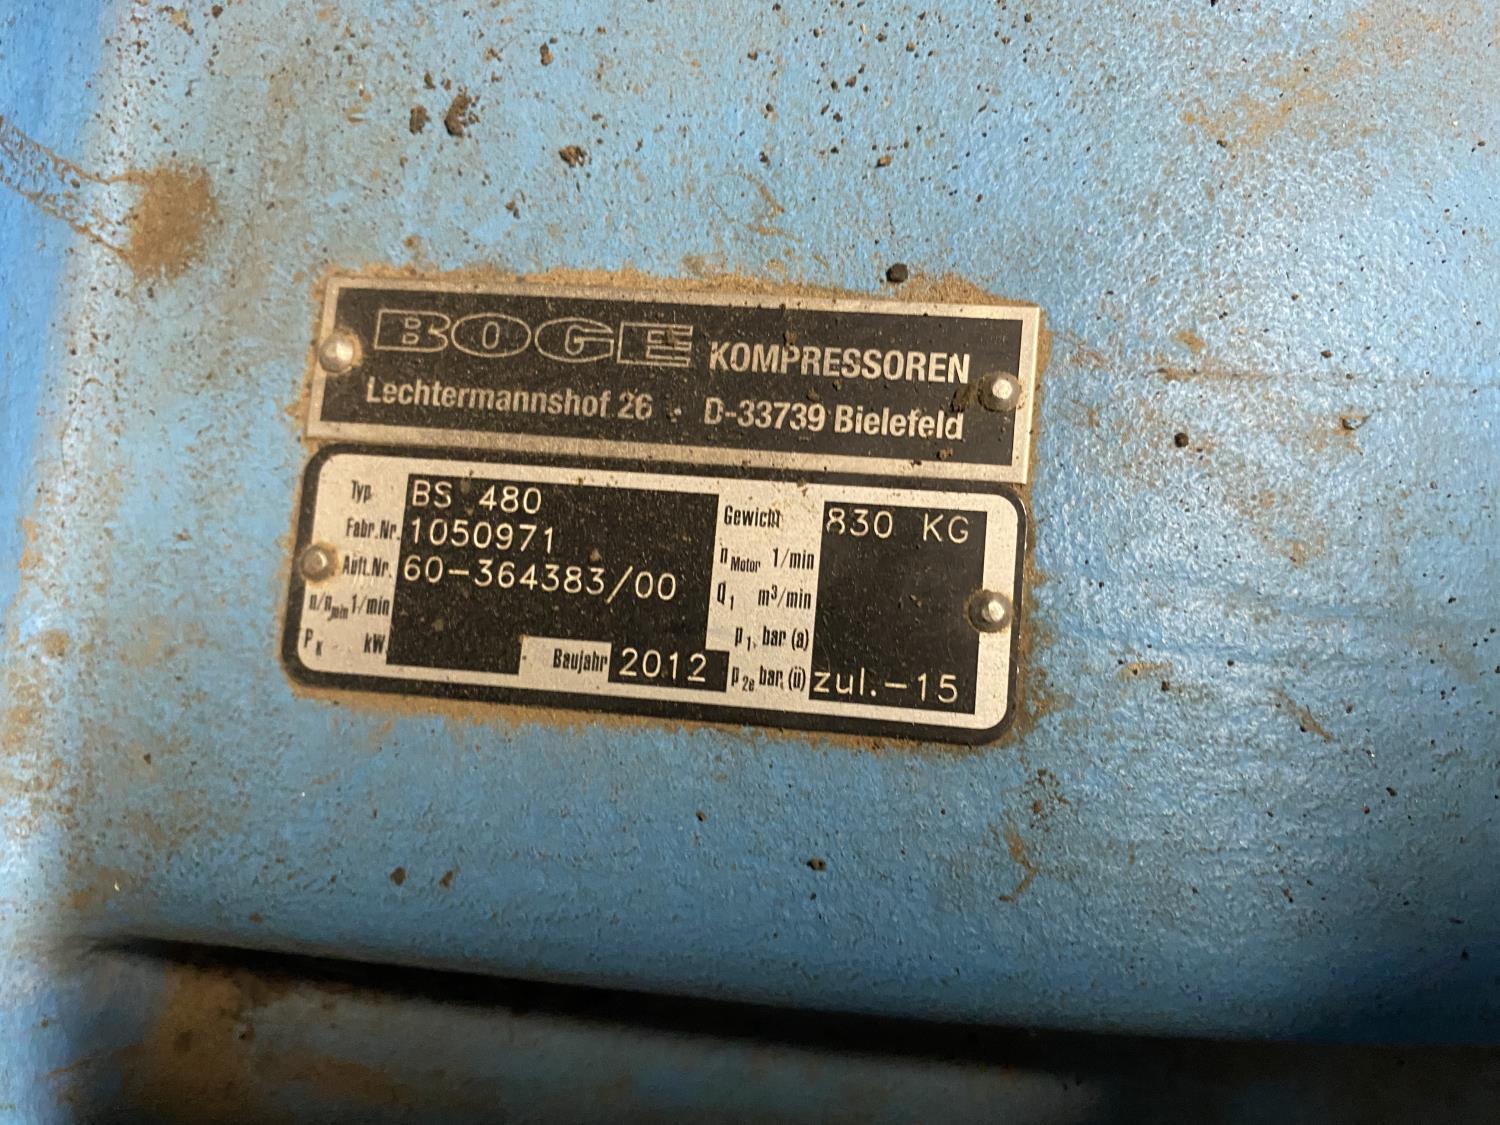 BOGE KOMPRESSOREN
Lechtermannshof 26 · D-33739 Bielefeld
Typ BS 480
Fabr.Nr. 1050971
Auft.Nr. 60-364383/00
n/nmin 1/min
PK kW
Baujahr 2012
Gewicht 830 KG
nMotor 1/min
Q1 m³/min
p1, bar (a)
p2e bar, (ü) zul.-15